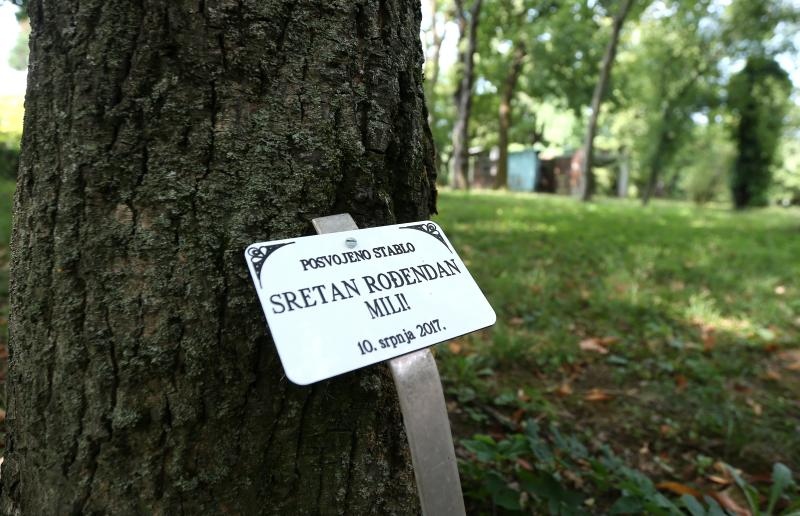 POSVOJENO STABLO
SRETAN ROĐENDAN
MILI!
10. srpnja 2017.